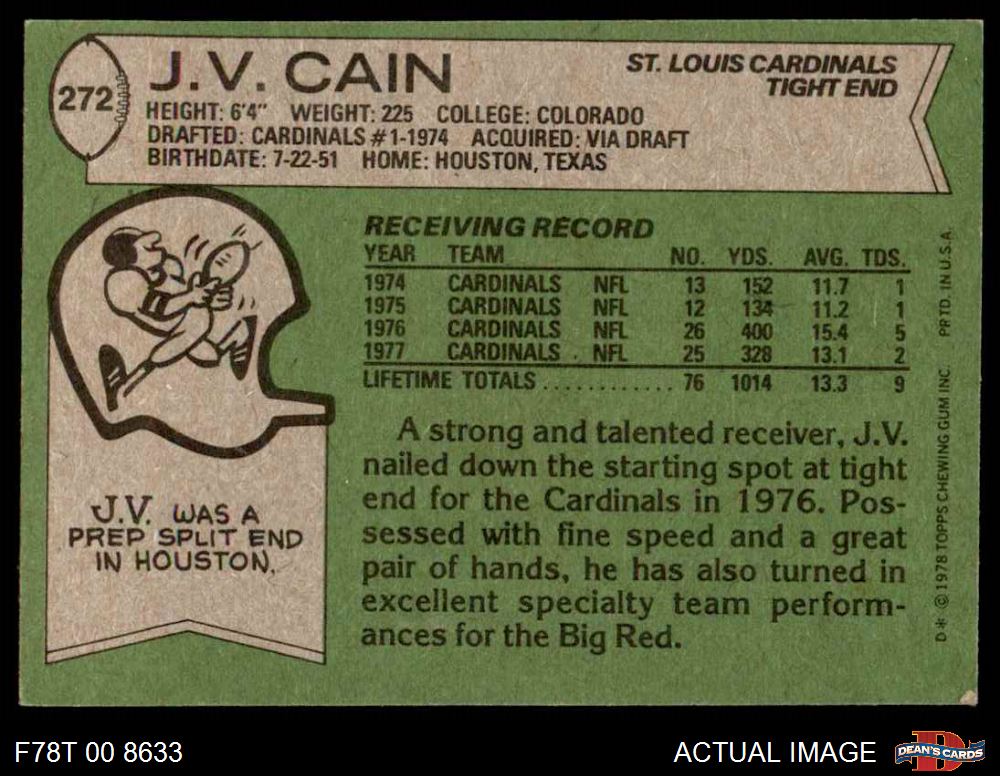 272
J.V. CAIN
ST. LOUIS CARDINALS
TIGHT END
HEIGHT: 6'4" WEIGHT: 225 COLLEGE: COLORADO
DRAFTED: CARDINALS #1-1974 ACQUIRED: VIA DRAFT
BIRTHDATE: 7-22-51 HOME: HOUSTON, TEXAS
RECEIVING RECORD
YEAR TEAM NO. YDS. AVG. TDS.
1974 CARDINALS NFL 13 152 11.7 1
1975 CARDINALS NFL 12 134 11.2 1
1976 CARDINALS NFL 26 400 15.4 5
1977 CARDINALS NFL 25 328 13.1 2
LIFETIME TOTALS ............ 76 1014 13.3 9
A strong and talented receiver, J.V.
nailed down the starting spot at tight
end for the Cardinals in 1976. Pos-
sessed with fine speed and a great
pair of hands, he has also turned in
excellent specialty team perform-
ances for the Big Red.
J.V. WAS A
PREP SPLIT END
IN HOUSTON.
D* © 1978 TOPPS CHEWING GUM INC. PRTD. IN U.S.A.
F78T 00 8633
ACTUAL IMAGE
DEAN'S CARDS